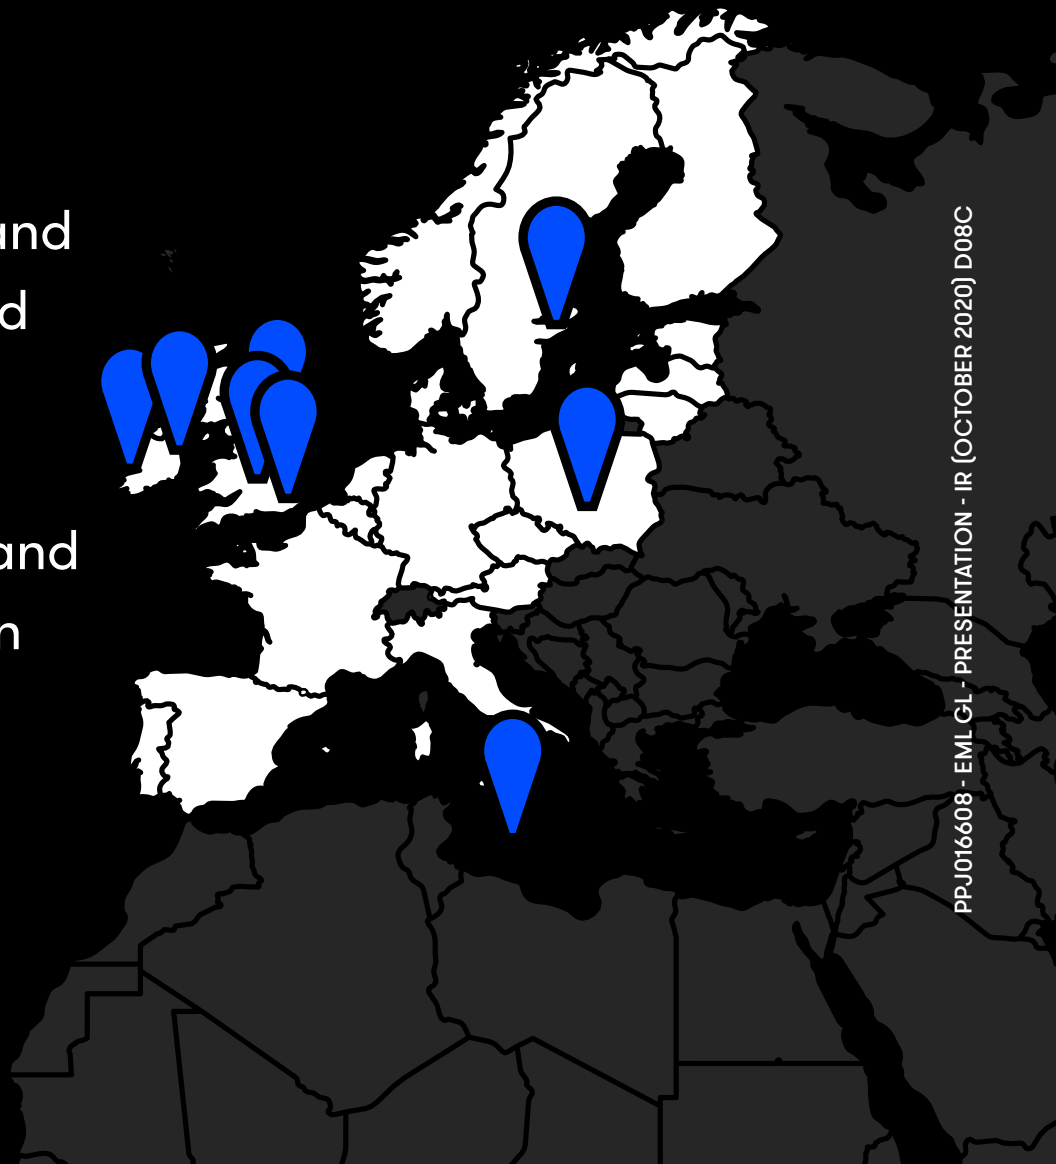 and
d
and
n
PPJ016608 - EML GL - PRESENTATION - IR (OCTOBER 2020) D08C